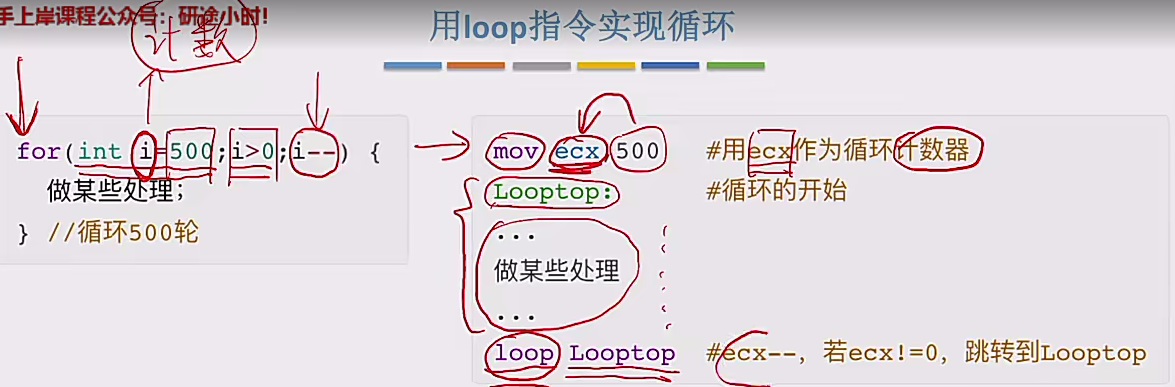 手上岸课程公众号：研途小时!
用loop指令实现循环
计数
for(int i=500;i>0;i--) {
做某些处理;
} //循环500轮
mov ecx,500 #用ecx作为循环计数器
Looptop: #循环的开始
...
做某些处理
...
loop Looptop #ecx--，若ecx!=0，跳转到Looptop